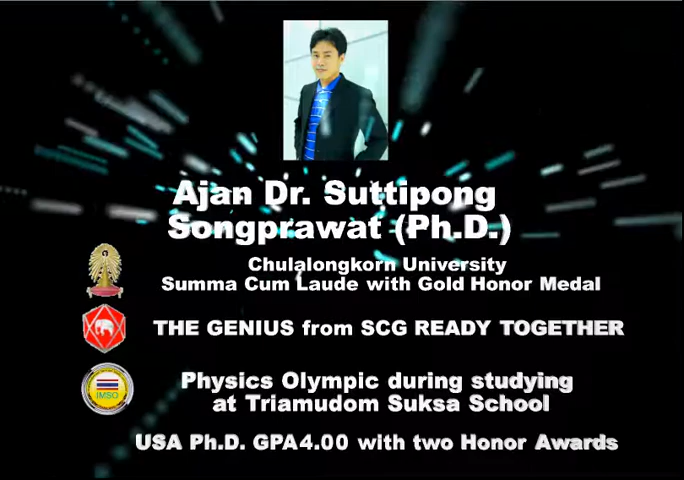 Ajan Dr. Suttipong
Songprawat (Ph.D.)
Chulalongkorn University
Summa Cum Laude with Gold Honor Medal
THE GENIUS from SCG READY TOGETHER
IMSO
Physics Olympic during studying
at Triamudom Suksa School
USA Ph.D. GPA4.00 with two Honor Awards